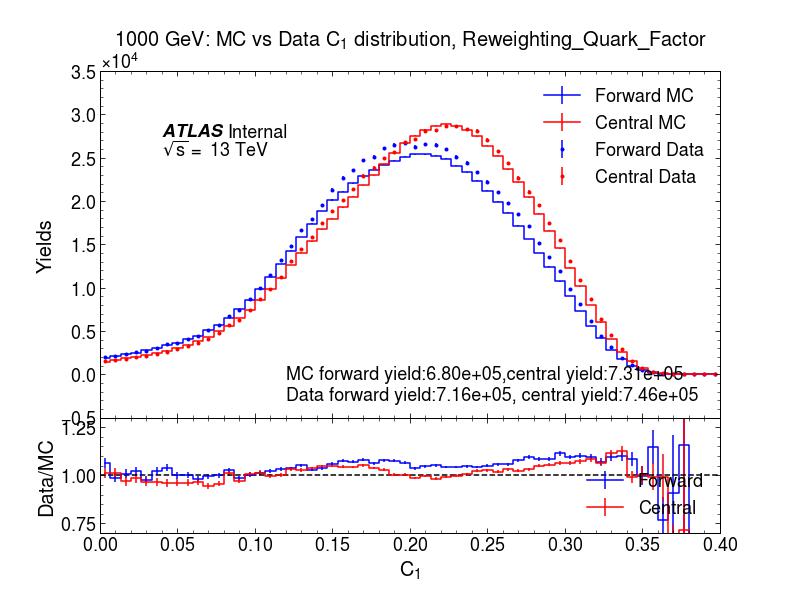 1000 GeV: MC vs Data C₁ distribution, Reweighting_Quark_Factor
×10⁴
3.5
3.0
2.5
2.0
1.5
1.0
0.5
0.0
-0.5
Yields
ATLAS Internal
√s = 13 TeV
Forward MC
Central MC
Forward Data
Central Data
MC forward yield:6.80e+05,central yield:7.31e+05
Data forward yield:7.16e+05, central yield:7.46e+05
1.25
1.00
0.75
Data/MC
Forward
Central
0.00 0.05 0.10 0.15 0.20 0.25 0.30 0.35 0.40
C₁